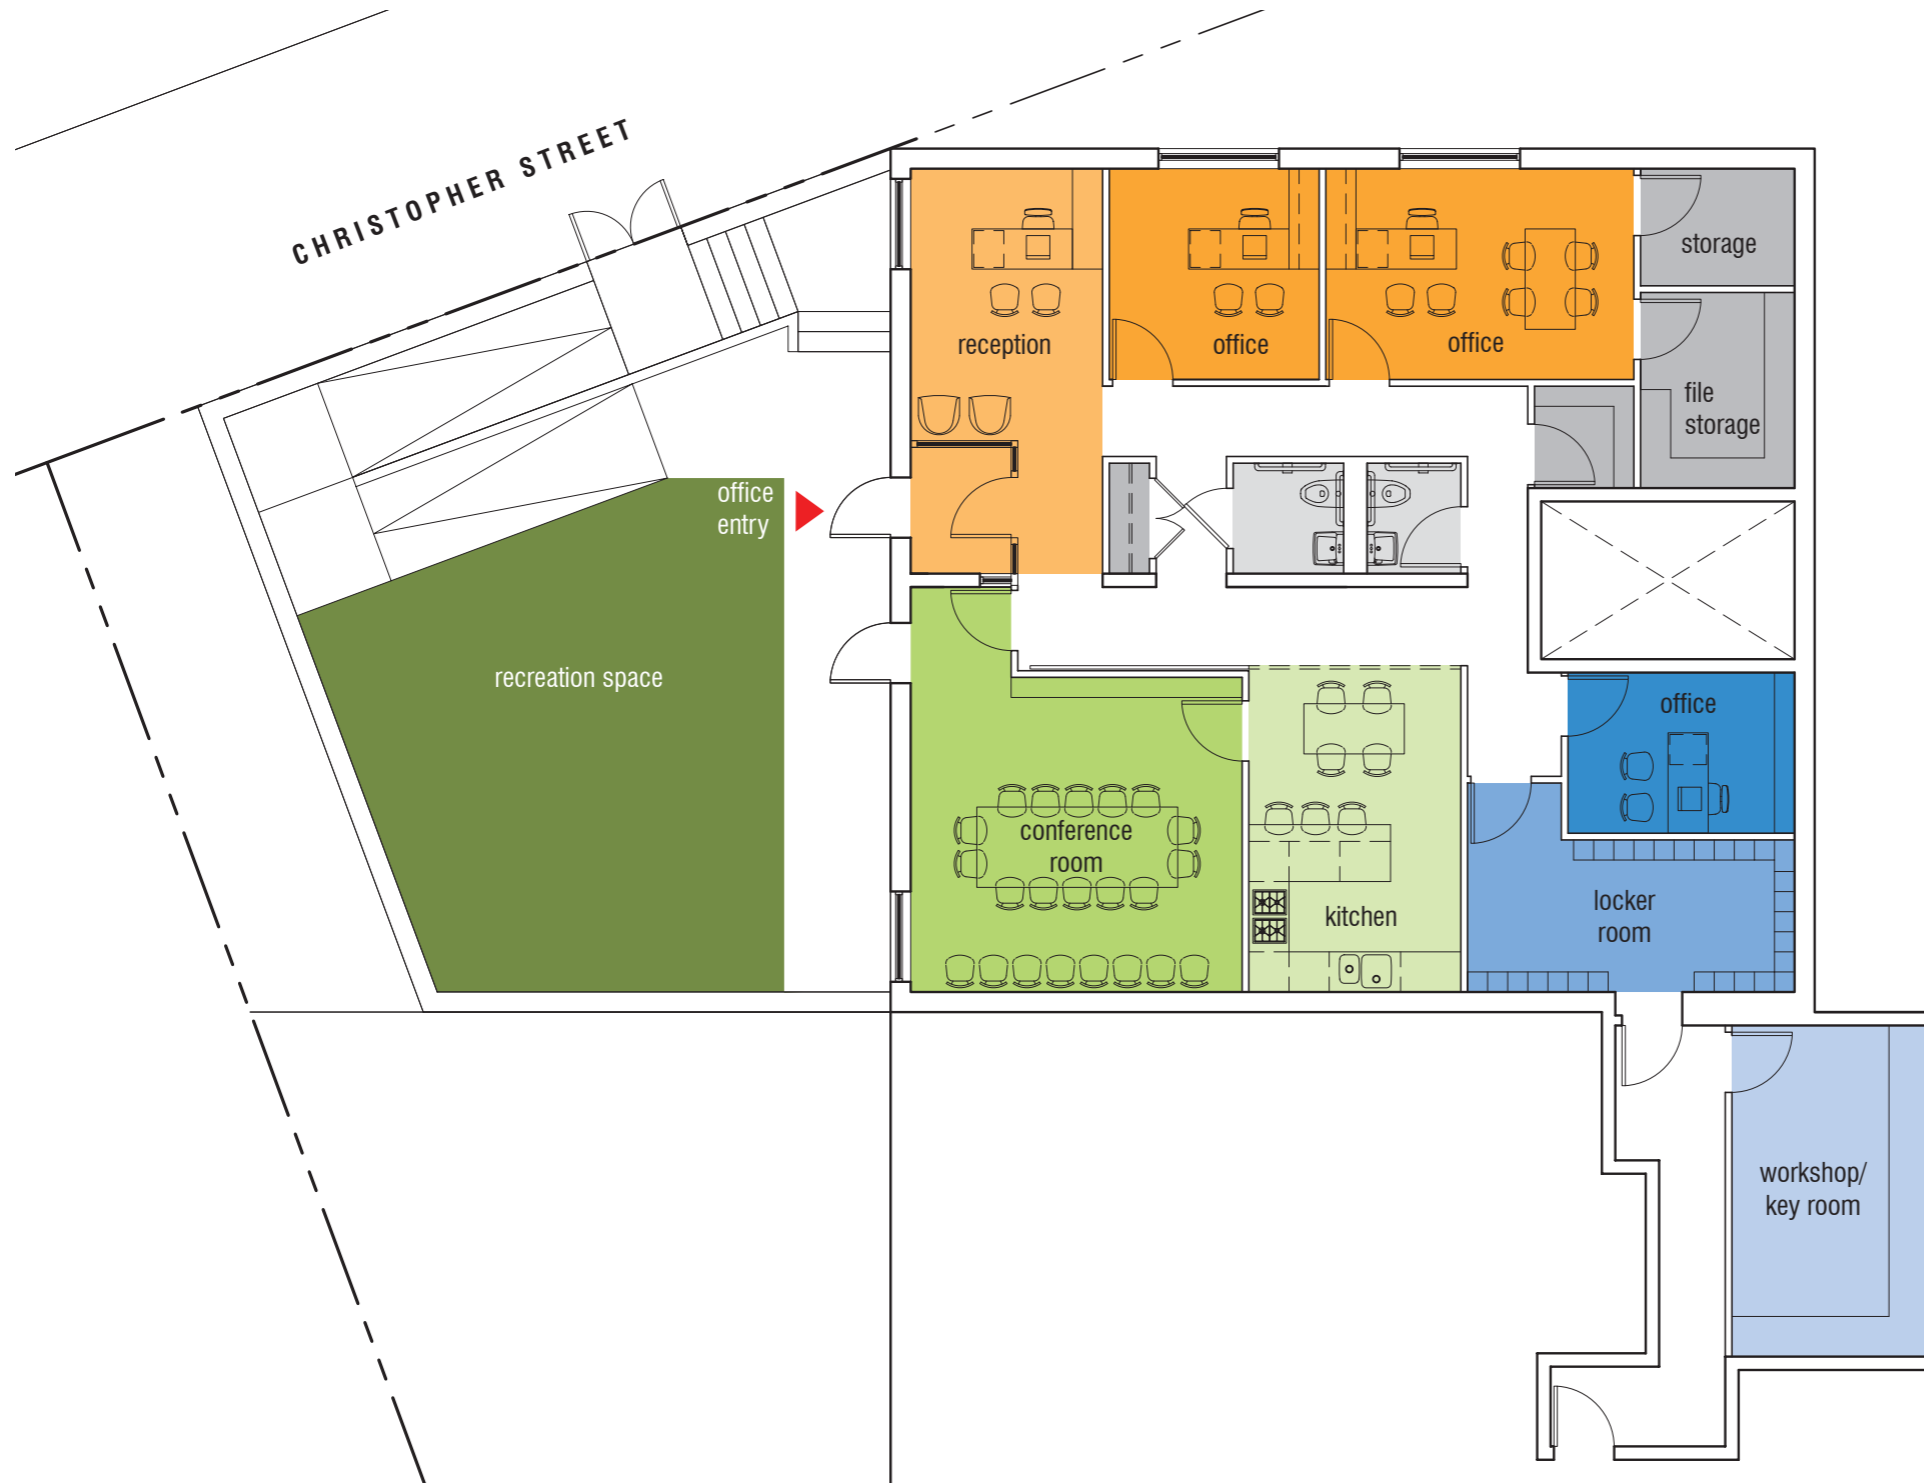 CHRISTOPHER STREET
storage
reception
office
office
file
storage
office
entry
recreation space
office
conference
room
kitchen
locker
room
workshop/
key room